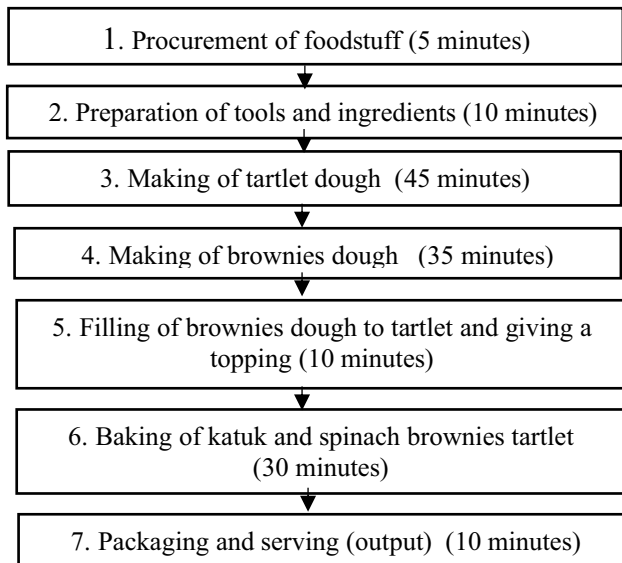 1. Procurement of foodstuff (5 minutes)
2. Preparation of tools and ingredients (10 minutes)
3. Making of tartlet dough (45 minutes)
4. Making of brownies dough (35 minutes)
5. Filling of brownies dough to tartlet and giving a
topping (10 minutes)
6. Baking of katuk and spinach brownies tartlet
(30 minutes)
7. Packaging and serving (output) (10 minutes)